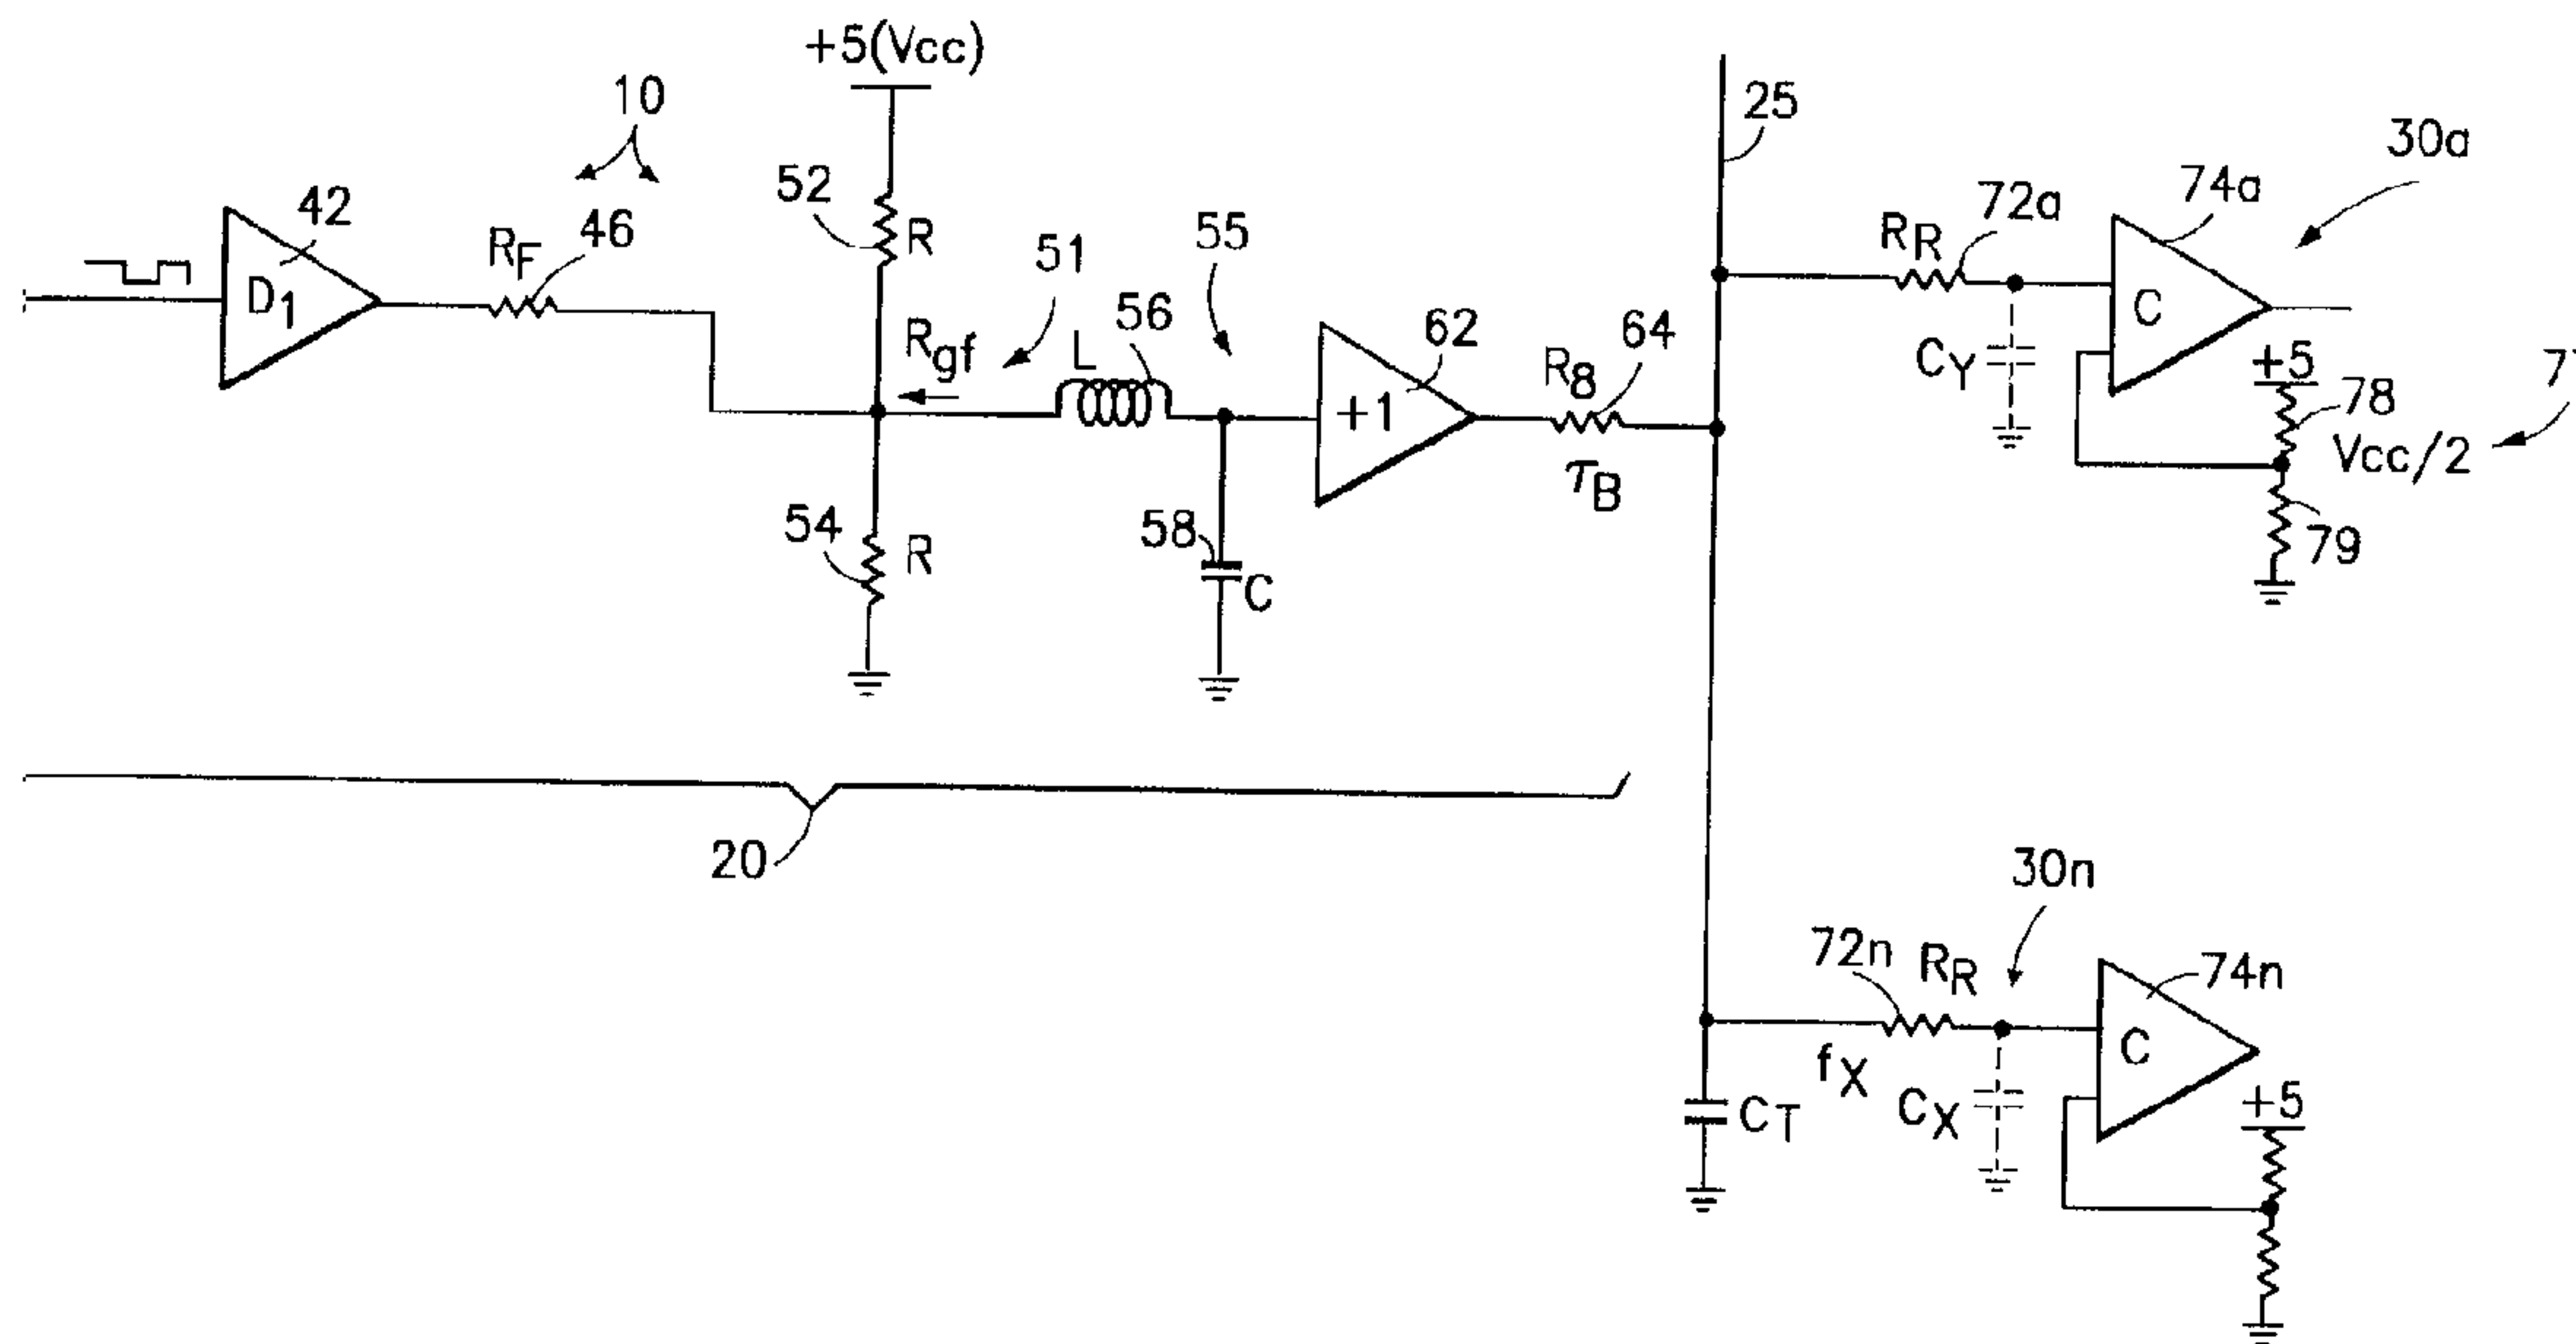 +5(Vcc)
10
25
30a
42
52
72a
74a
RF 46
R
51
55
RR
D1
56
62
64
C
Rgf
L
R8
CY
+5
78
+1
Vcc/2
τB
54
R
58
79
C
20
30n
72n
RR
74n
C
fX
CT
CX
+5